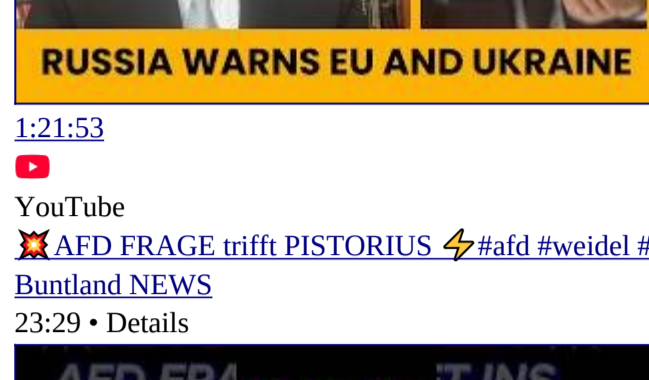 RUSSIA WARNS EU AND UKRAINE
1:21:53
YouTube
💥AFD FRAGE trifft PISTORIUS ⚡#afd #weidel #
Buntland NEWS
23:29 • Details